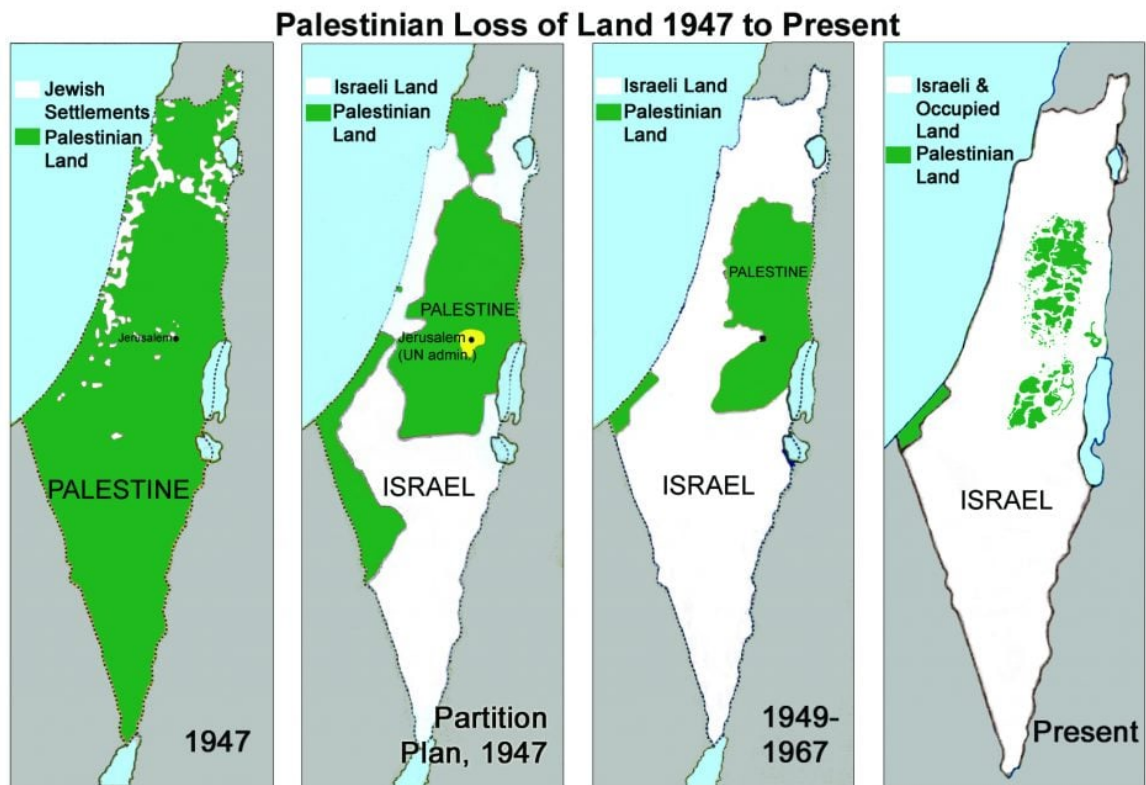 Palestinian Loss of Land 1947 to Present
Jewish
Settlements
Palestinian
Land
Jerusalem
PALESTINE
1947
Israeli Land
Palestinian
Land
PALESTINE
Jerusalem
(UN admin.)
ISRAEL
Partition
Plan, 1947
Israeli Land
Palestinian
Land
PALESTINE
ISRAEL
1949-
1967
Israeli &
Occupied
Land
Palestinian
Land
ISRAEL
Present